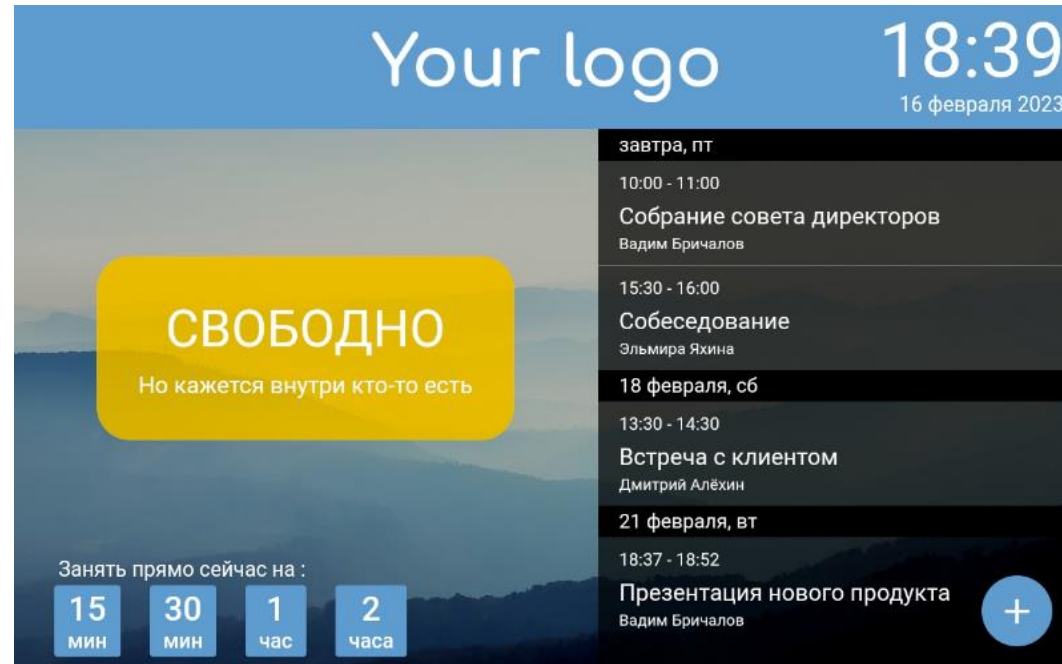 Your logo
18:39
16 февраля 2023
СВОБОДНО
Но кажется внутри кто-то есть
Занять прямо сейчас на :
15 мин
30 мин
1 час
2 часа
завтра, пт
10:00 - 11:00
Собрание совета директоров
Вадим Бричалов
15:30 - 16:00
Собеседование
Эльмира Яхина
18 февраля, сб
13:30 - 14:30
Встреча с клиентом
Дмитрий Алёхин
21 февраля, вт
18:37 - 18:52
Презентация нового продукта
Вадим Бричалов
+